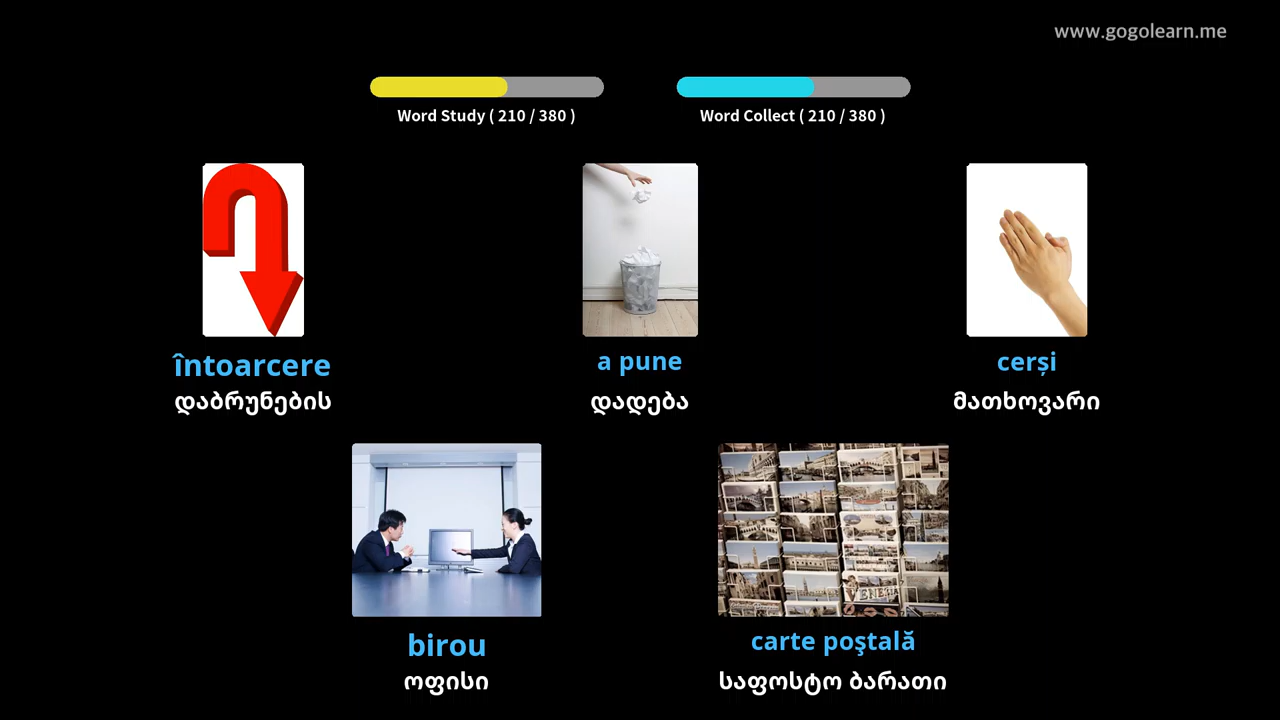 www.gogolearn.me
Word Study ( 210 / 380 )
Word Collect ( 210 / 380 )
întoarcere
დაბრუნების
a pune
დადება
cerși
მათხოვარი
birou
ოფისი
carte poştală
საფოსტო ბარათი